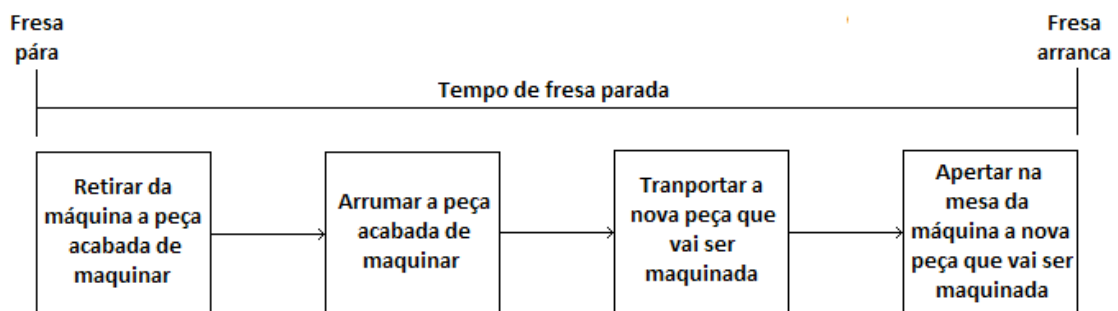 Fresa
pára
Fresa
arranca
Tempo de fresa parada
Retirar da
máquina a peça
acabada de
maquinar
Arrumar a peça
acabada de
maquinar
Tranportar a
nova peça que
vai ser
maquinada
Apertar na
mesa da
máquina a nova
peça que vai ser
maquinada